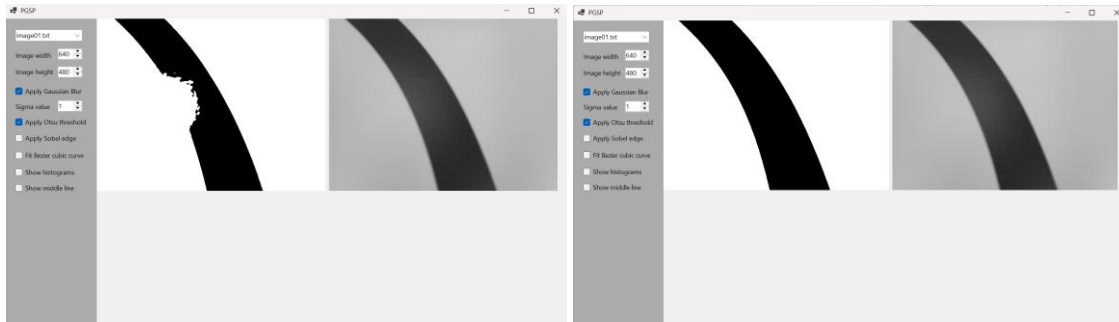 PGSP
image01.txt
Image width 640
Image height 480
Apply Gaussian Blur
Sigma value 1
Apply Otsu threshold
Apply Sobel edge
Fit Bezier cubic curve
Show histograms
Show middle line
PGSP
image01.txt
Image width 640
Image height 480
Apply Gaussian Blur
Sigma value 1
Apply Otsu threshold
Apply Sobel edge
Fit Bezier cubic curve
Show histograms
Show middle line